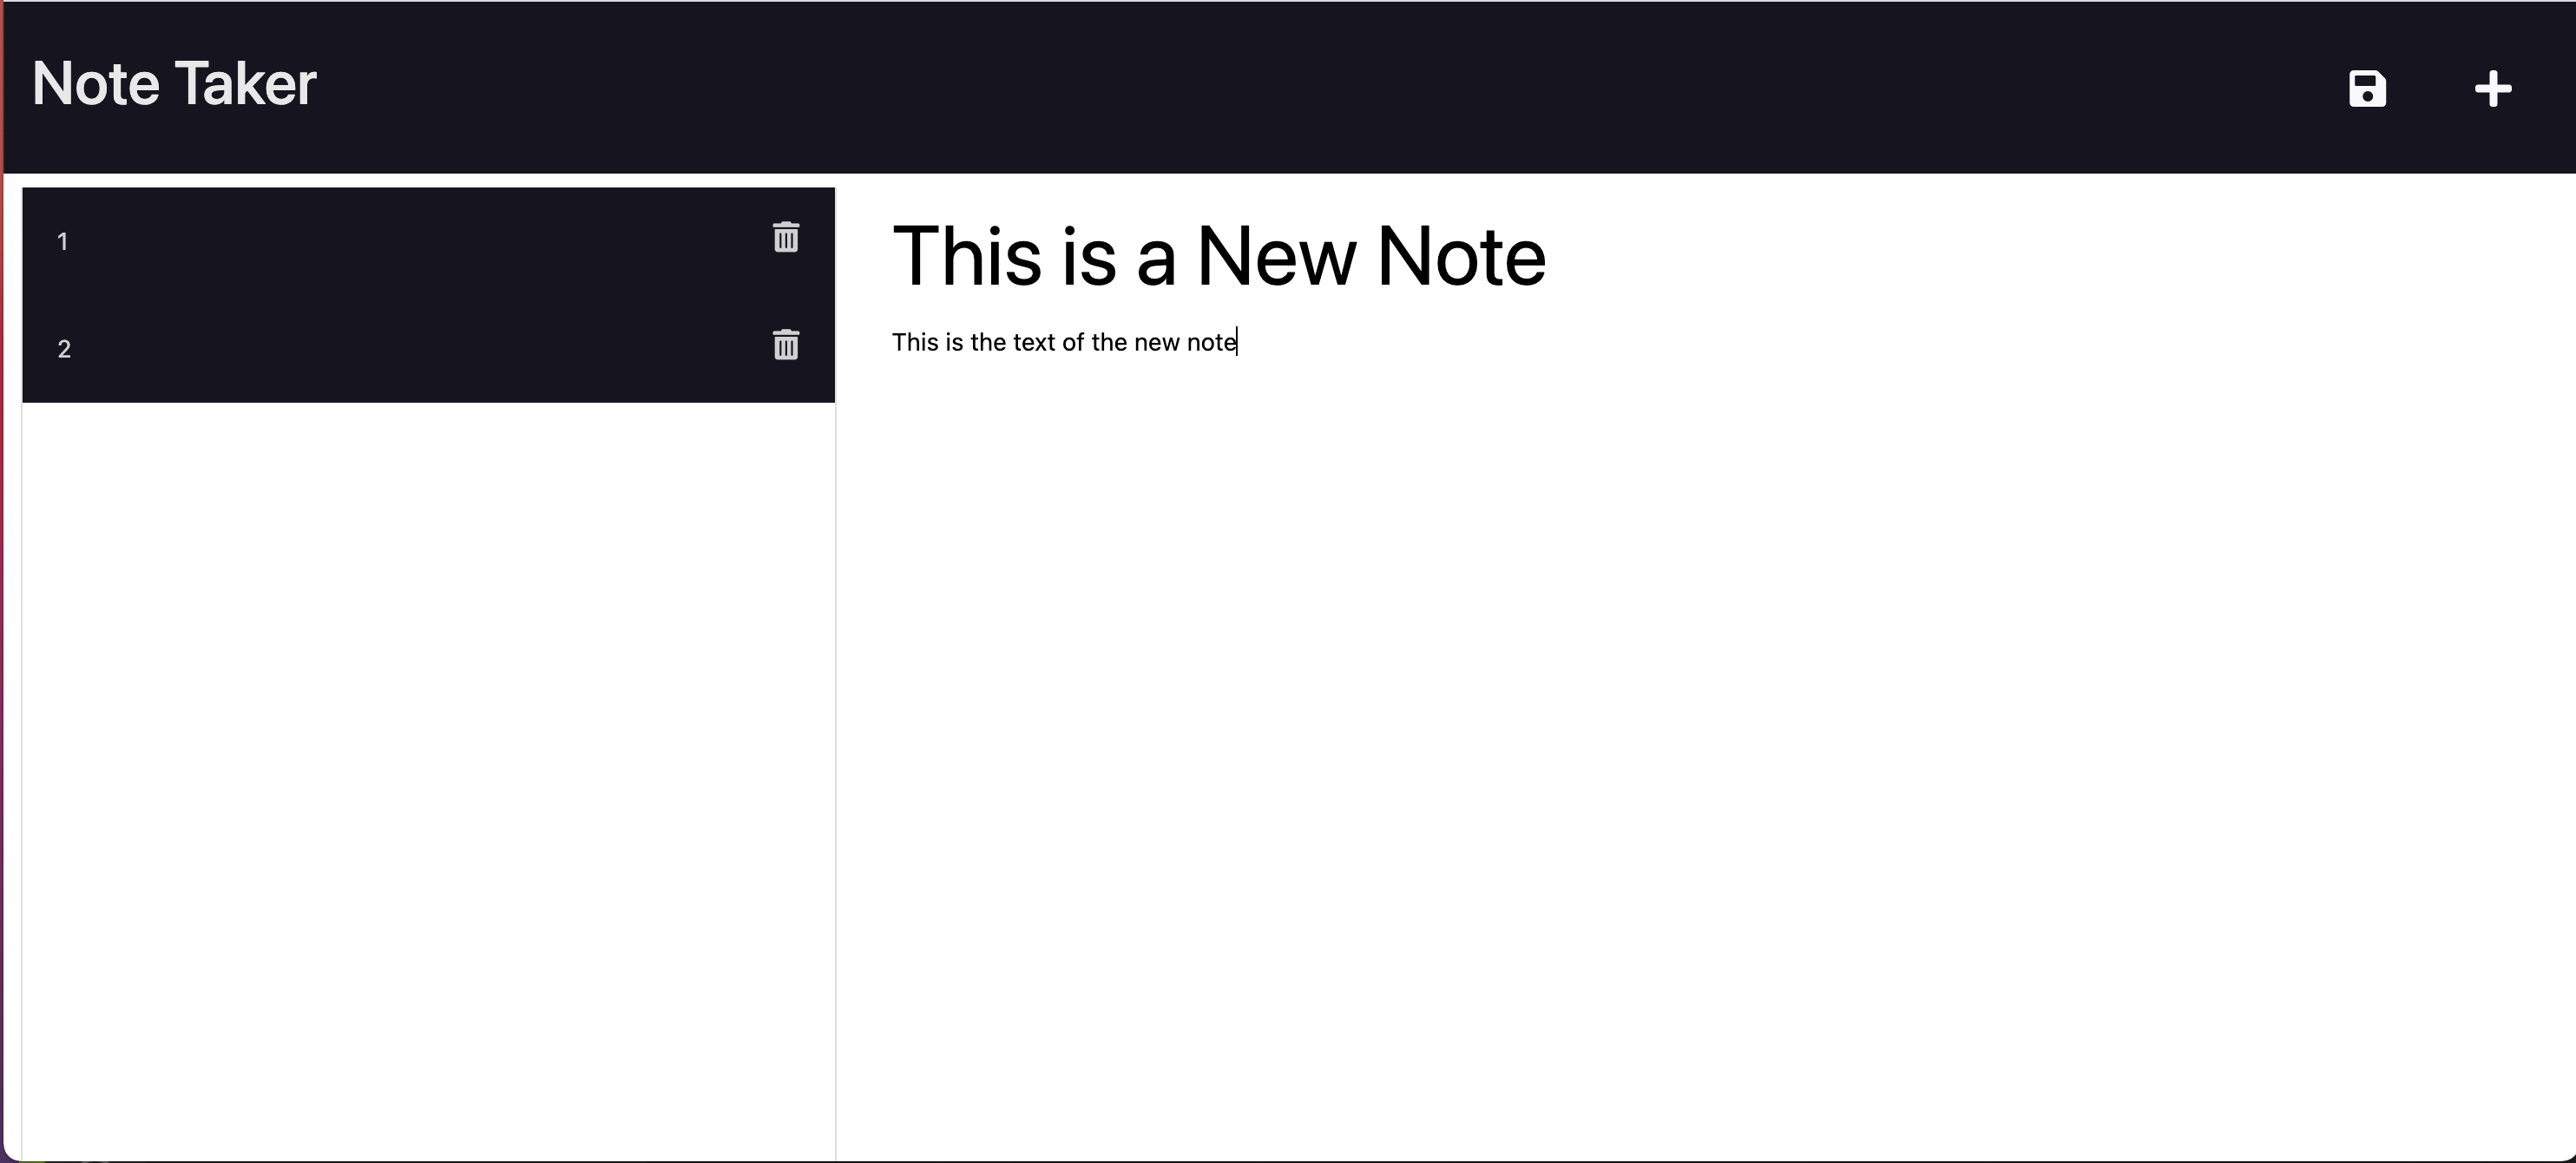 Note Taker
1
2
This is a New Note
This is the text of the new note